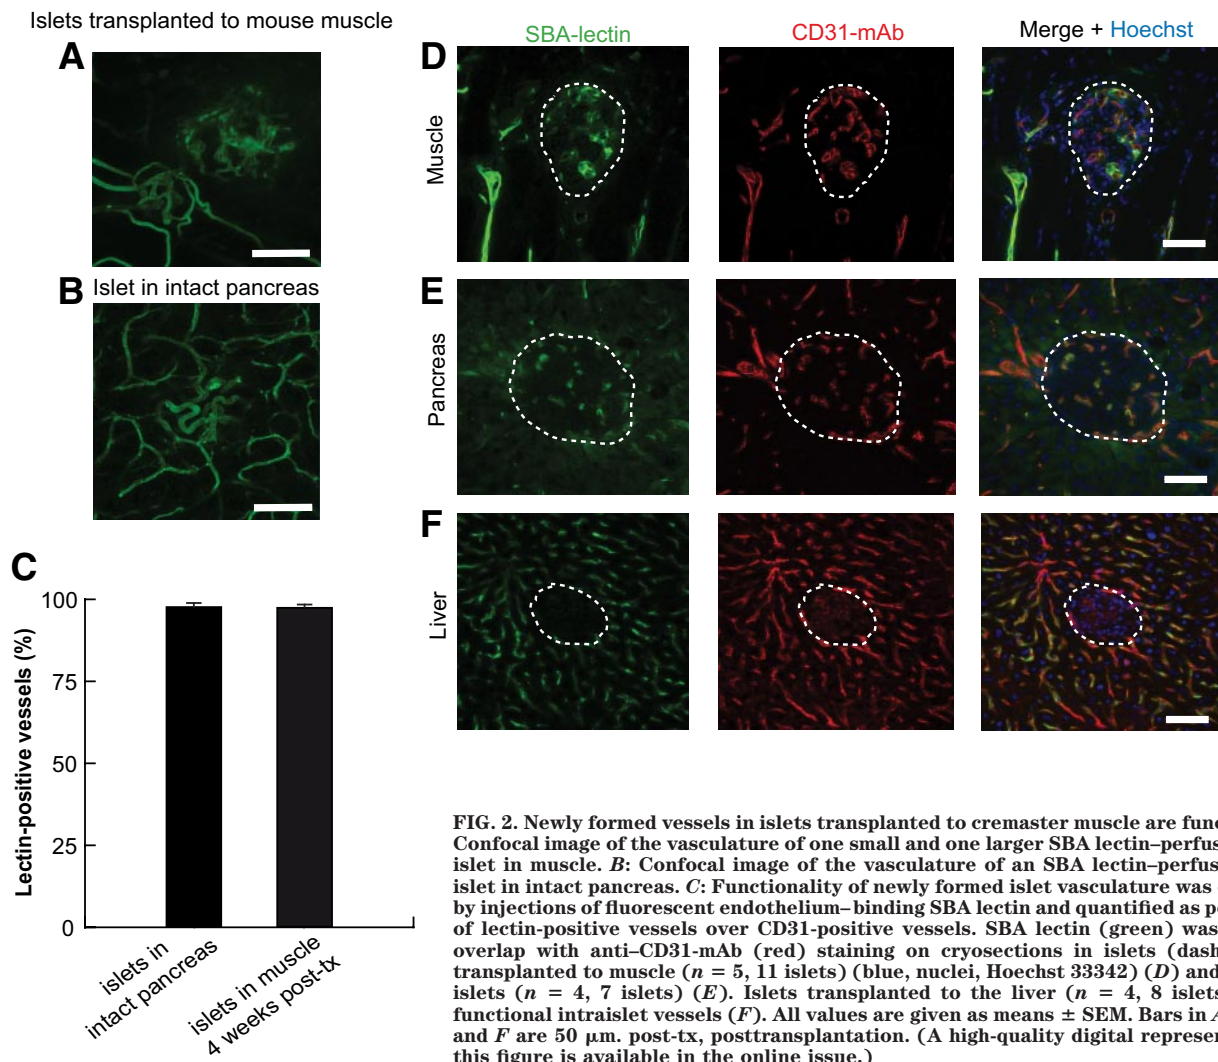 Islets transplanted to mouse muscle
A
B
Islet in intact pancreas
C
100
75
50
25
0
Lectin-positive vessels (%)
islets in
intact pancreas
islets in muscle
4 weeks post-tx
SBA-lectin
CD31-mAb
Merge + Hoechst
D
Muscle
E
Pancreas
F
Liver
FIG. 2. Newly formed vessels in islets transplanted to cremaster muscle are
Confocal image of the vasculature of one small and one larger SBA
islet in muscle. B: Confocal image of the vasculature of an SBA
islet in intact pancreas. C: Functionality of newly formed islet vasculature was
by injections of fluorescent endothelium–binding SBA lectin and quantified as
of lectin-positive vessels over CD31-positive vessels. SBA lectin (green) was
overlap with anti–CD31-mAb (red) staining on cryosections in islets
transplanted to muscle (n = 5, 11 islets) (blue, nuclei, Hoechst 33342) (D) and
islets (n = 4, 7 islets) (E). Islets transplanted to the liver (n = 4, 8 islets
functional intraislet vessels (F). All values are given as means ± SEM. Bars in A
and F are 50 μm. post-tx, posttransplantation. (A high-quality digital
this figure is available in the online issue.)